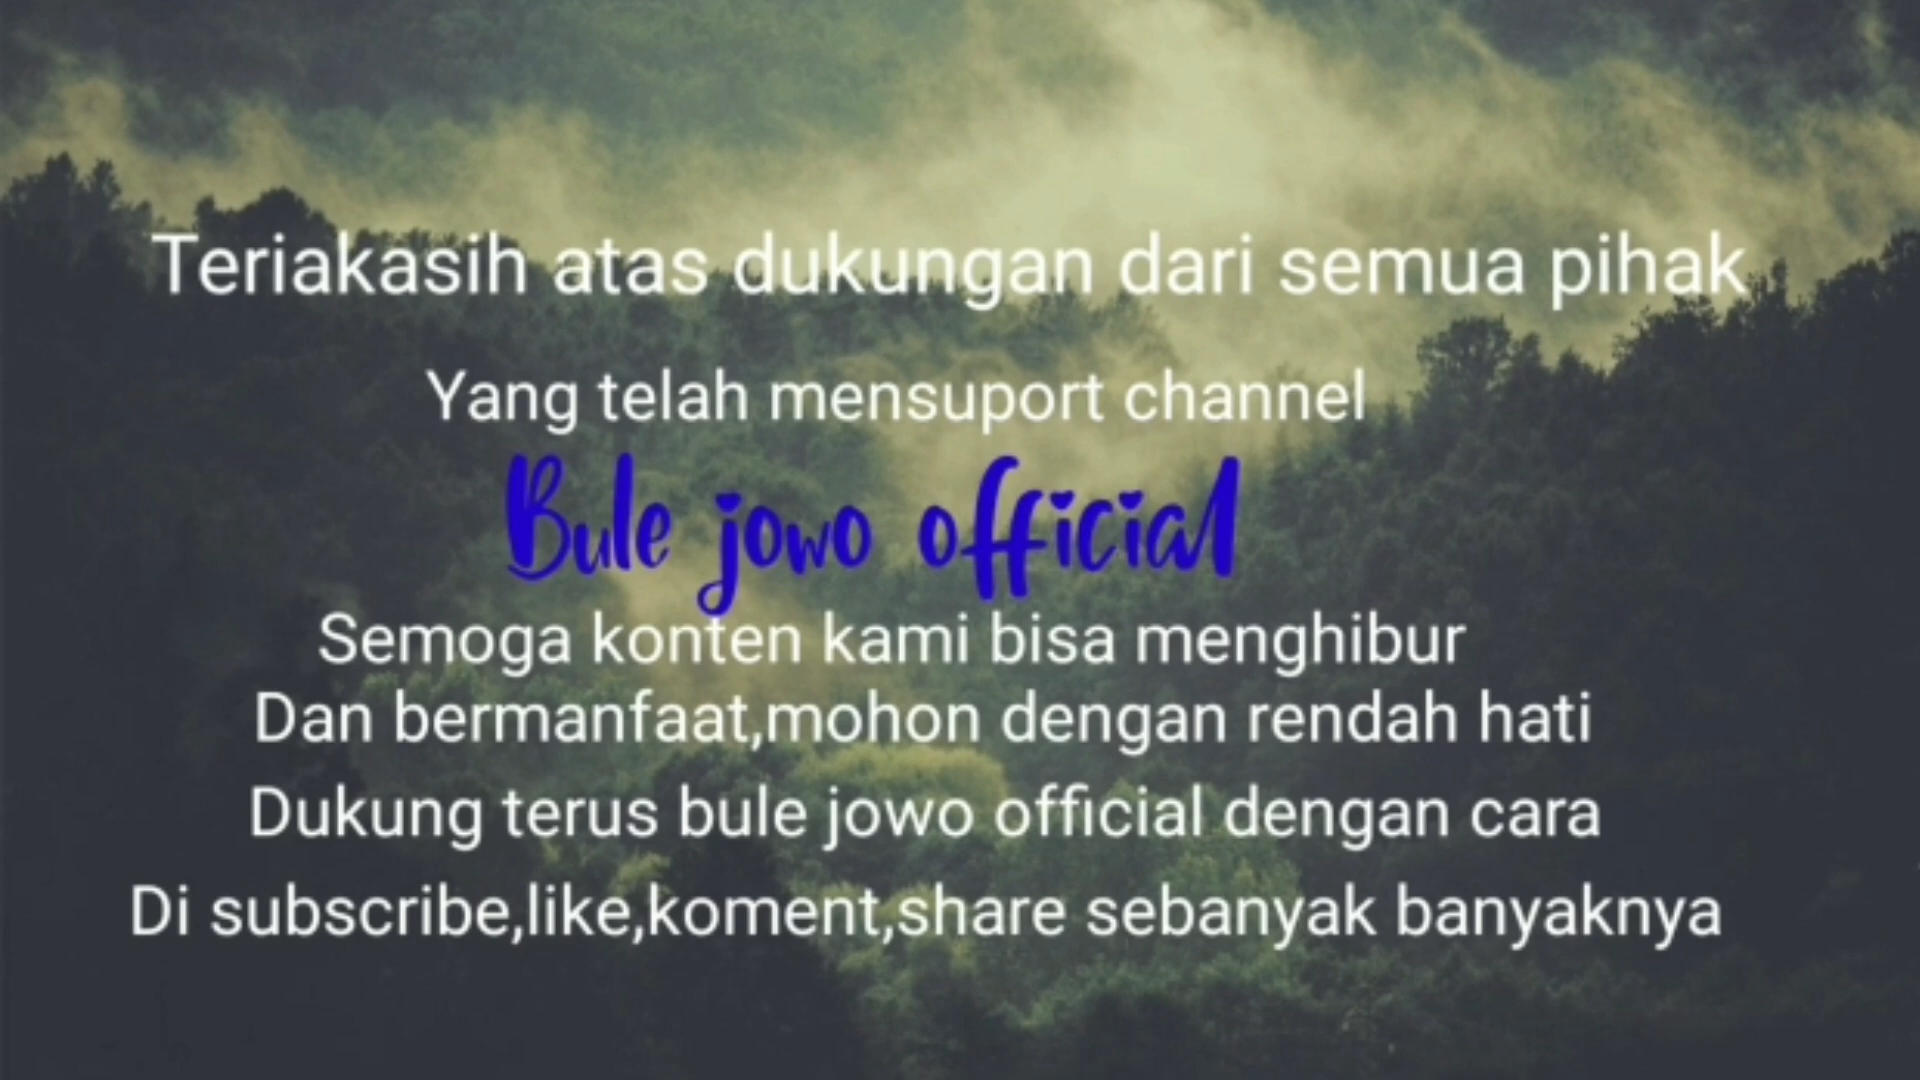 Teriakasih atas dukungan dari semua pihak
Yang telah mensuport channel
Bule jowo official
Semoga konten kami bisa menghibur
Dan bermanfaat,mohon dengan rendah hati
Dukung terus bule jowo official dengan cara
Di subscribe,like,koment,share sebanyak banyaknya